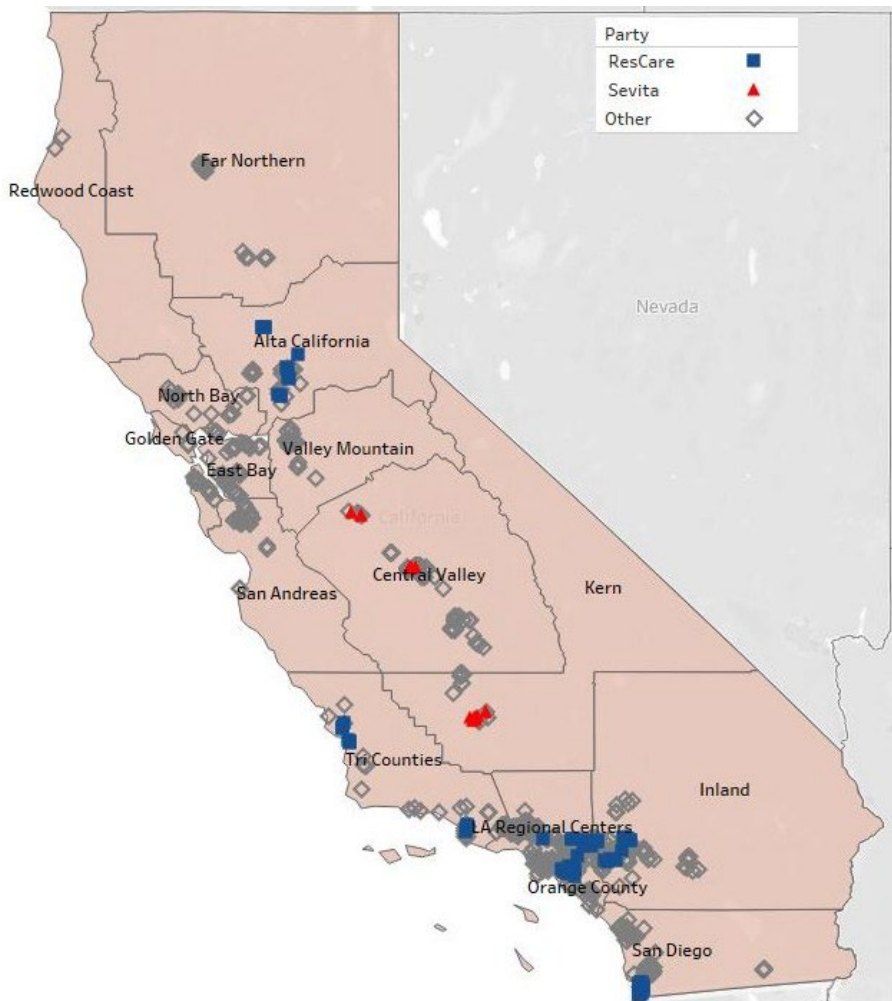 Party
ResCare
Sevita
Other
Far Northern
Redwood Coast
Nevada
Alta California
North Bay
Golden Gate
Valley Mountain
East Bay
California
Central Valley
Kern
San Andreas
Tri Counties
Inland
LA Regional Centers
Orange County
San Diego